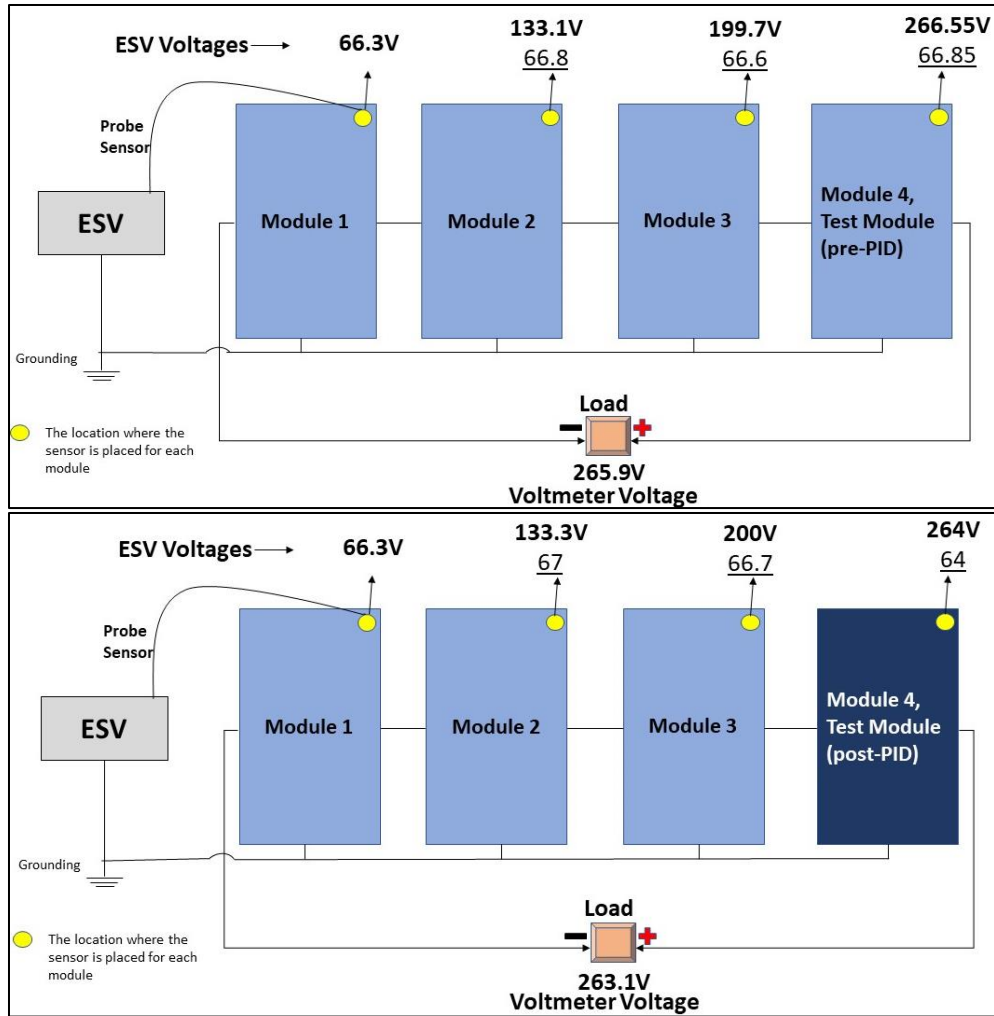 ESV Voltages
66.3V
133.1V
66.8
199.7V
66.6
266.55V
66.85
Probe
Sensor
ESV
Module 1
Module 2
Module 3
Module 4,
Test Module
(pre-PID)
Grounding
The location where the
sensor is placed for each
module
Load
265.9V
Voltmeter Voltage
ESV Voltages
66.3V
133.3V
67
200V
66.7
264V
64
Probe
Sensor
ESV
Module 1
Module 2
Module 3
Module 4,
Test Module
(post-PID)
Grounding
The location where the
sensor is placed for each
module
Load
263.1V
Voltmeter Voltage